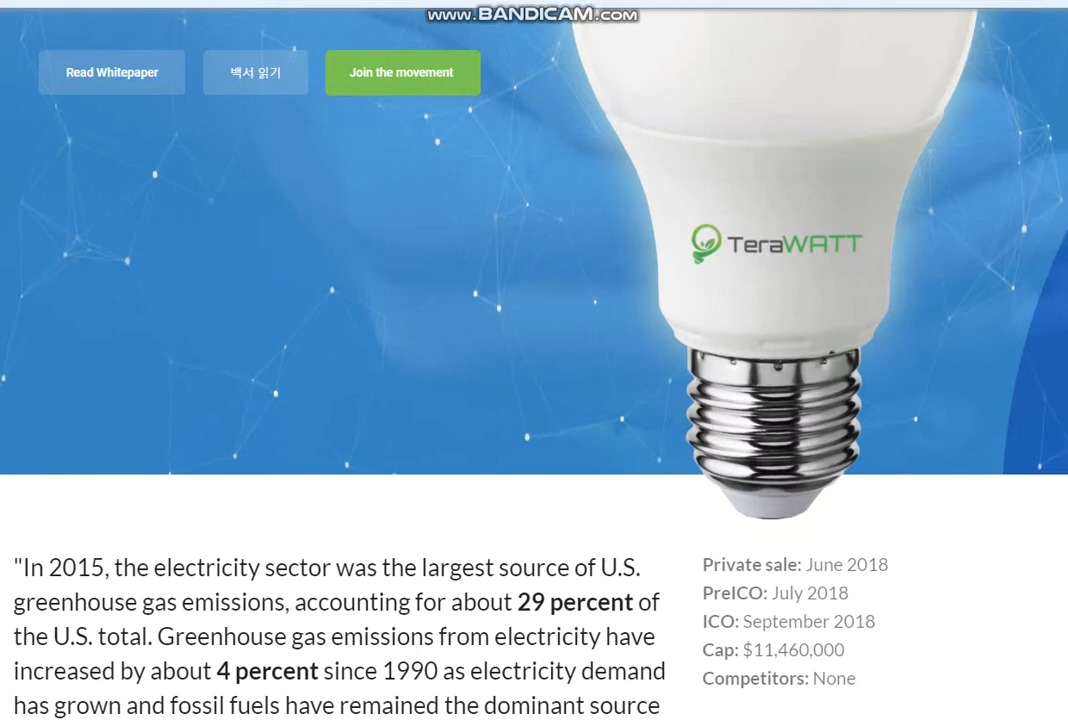 www.BANDICAM.com
Read Whitepaper
백서 읽기
Join the movement
TeraWATT
"In 2015, the electricity sector was the largest source of U.S.
greenhouse gas emissions, accounting for about 29 percent of
the U.S. total. Greenhouse gas emissions from electricity have
increased by about 4 percent since 1990 as electricity demand
has grown and fossil fuels have remained the dominant source
Private sale: June 2018
PreICO: July 2018
ICO: September 2018
Cap: $11,460,000
Competitors: None